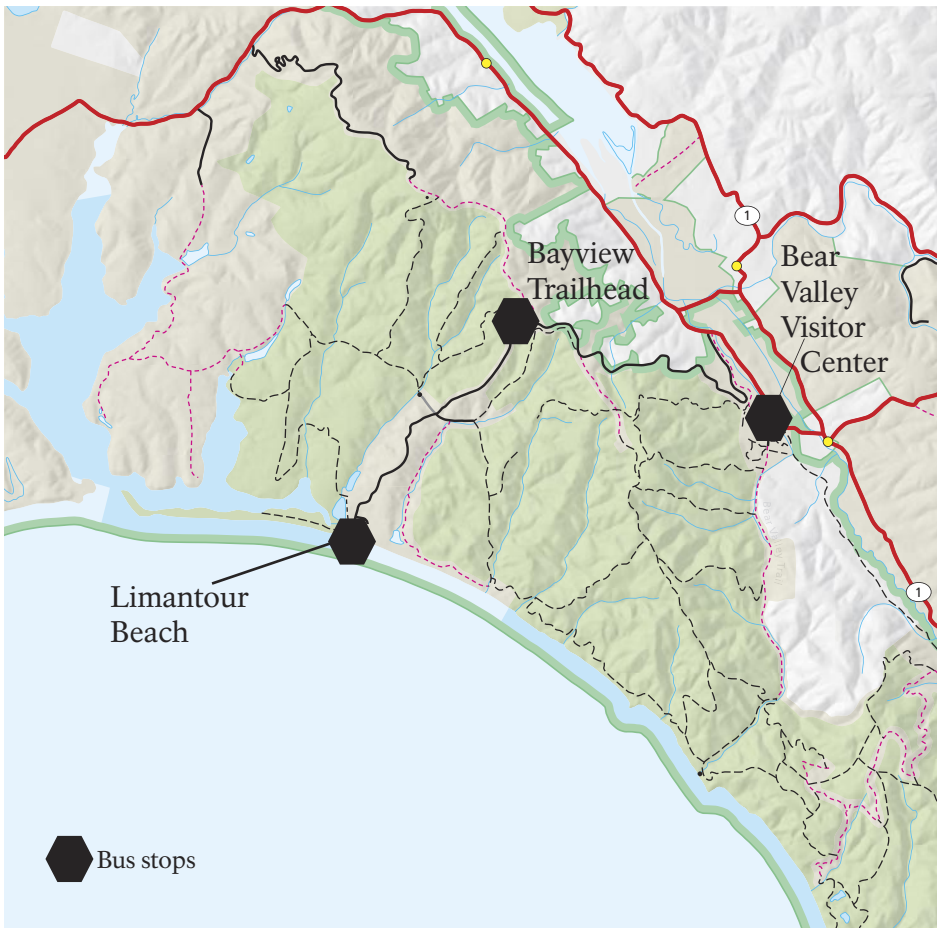 1
Bayview
Trailhead
Bear
Valley
Visitor
Center
Limantour
Beach
1
Bus stops